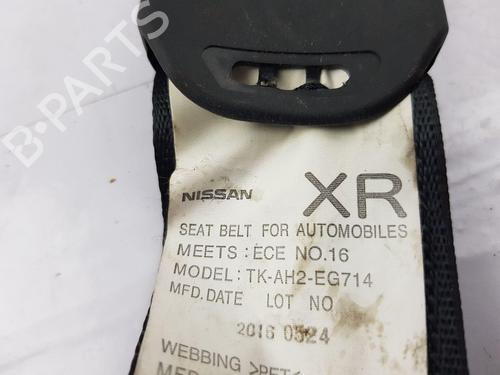 B-PARTS
NISSAN XR
SEAT BELT FOR AUTOMOBILES
MEETS : ECE NO.16
MODEL: TK-AH2-EG714
MFD.DATE LOT NO
2016 0524
WEBBING >PET<